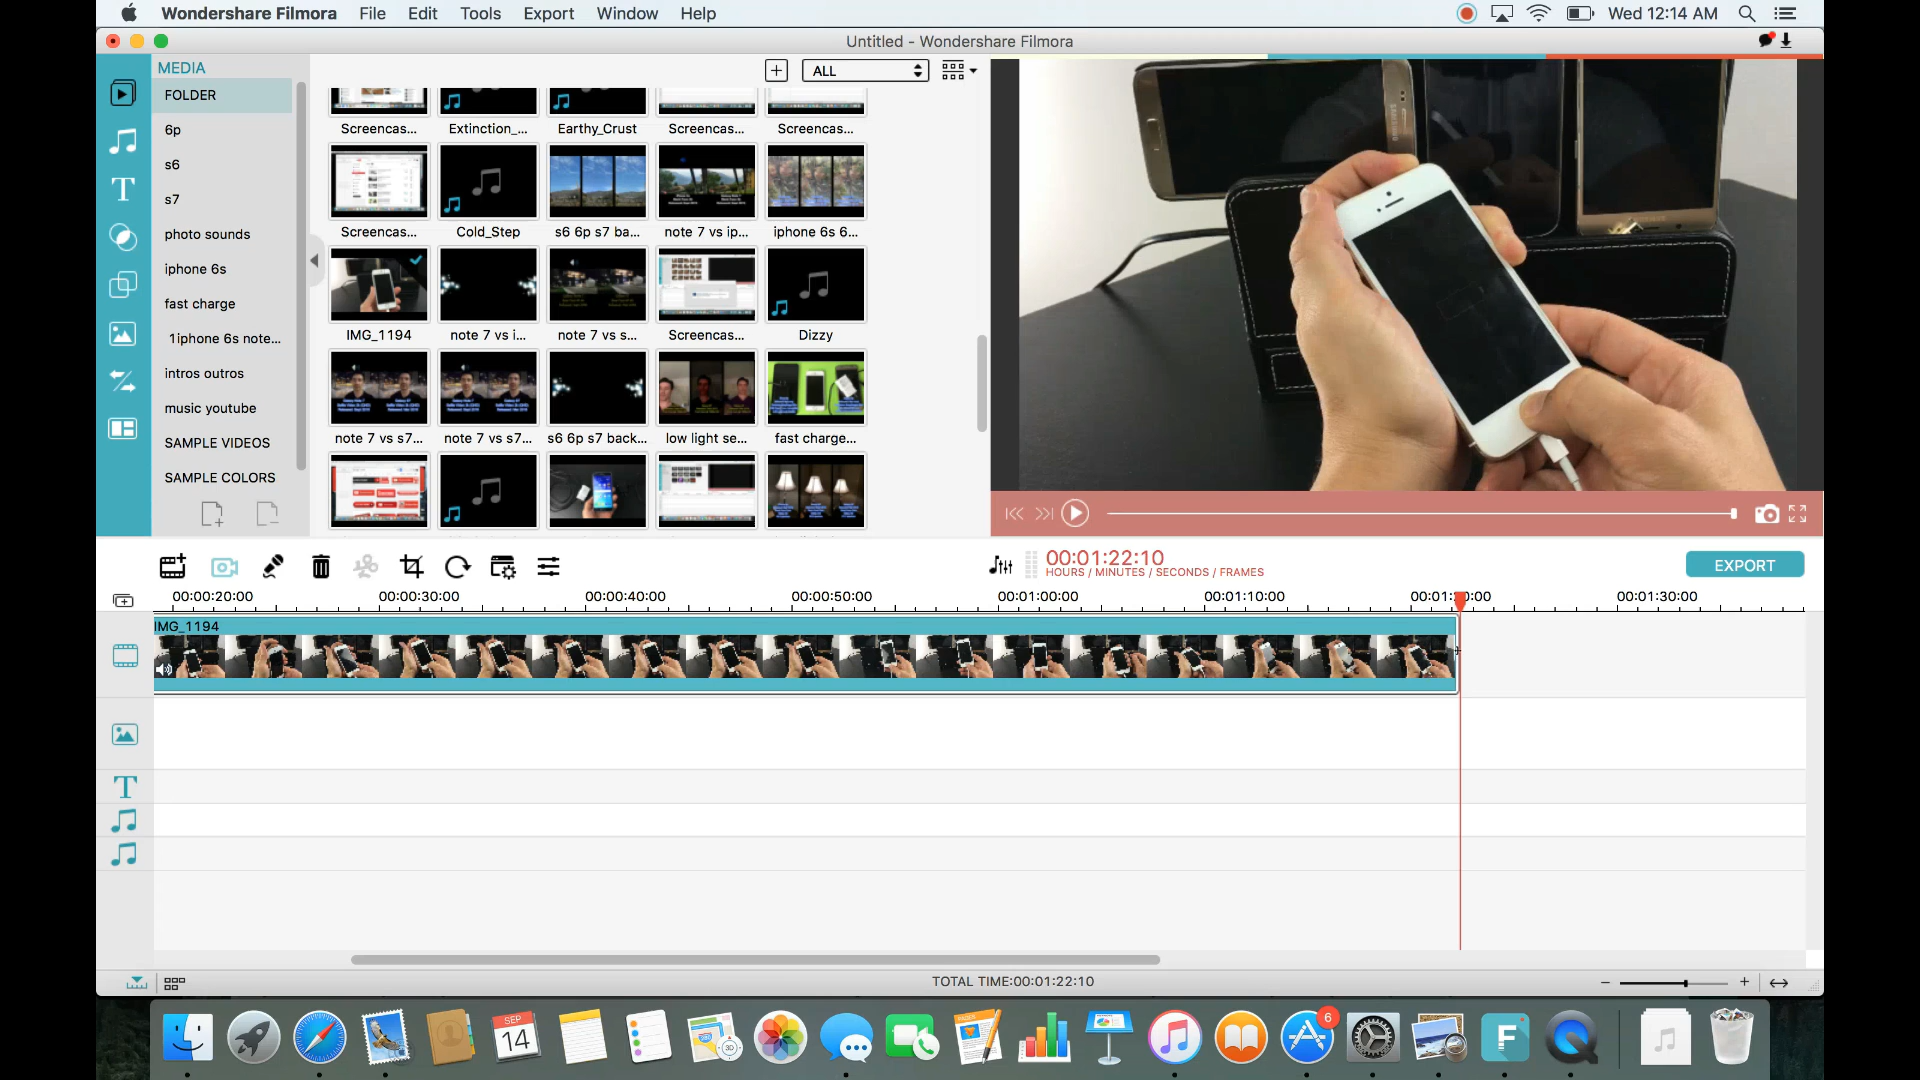 Wondershare Filmora File Edit Tools Export Window Help Wed 12:14 AM
Untitled - Wondershare Filmora
MEDIA
FOLDER
6p
s6
s7
photo sounds
iphone 6s
fast charge
1iphone 6s note...
intros outros
music youtube
SAMPLE VIDEOS
SAMPLE COLORS
ALL
Screencas... Extinction_... Earthy_Crust Screencas... Screencas...
Screencas... Cold_Step s6 6p s7 ba... note 7 vs ip... iphone 6s 6...
IMG_1194 note 7 vs i... note 7 vs s... Screencas... Dizzy
note 7 vs s7... note 7 vs s7... s6 6p s7 back... low light se... fast charge...
00:01:22:10
HOURS / MINUTES / SECONDS / FRAMES
EXPORT
00:00:20:00 00:00:30:00 00:00:40:00 00:00:50:00 00:01:00:00 00:01:10:00 00:01:20:00 00:01:30:00
IMG_1194
TOTAL TIME:00:01:22:10
SEP
14
6